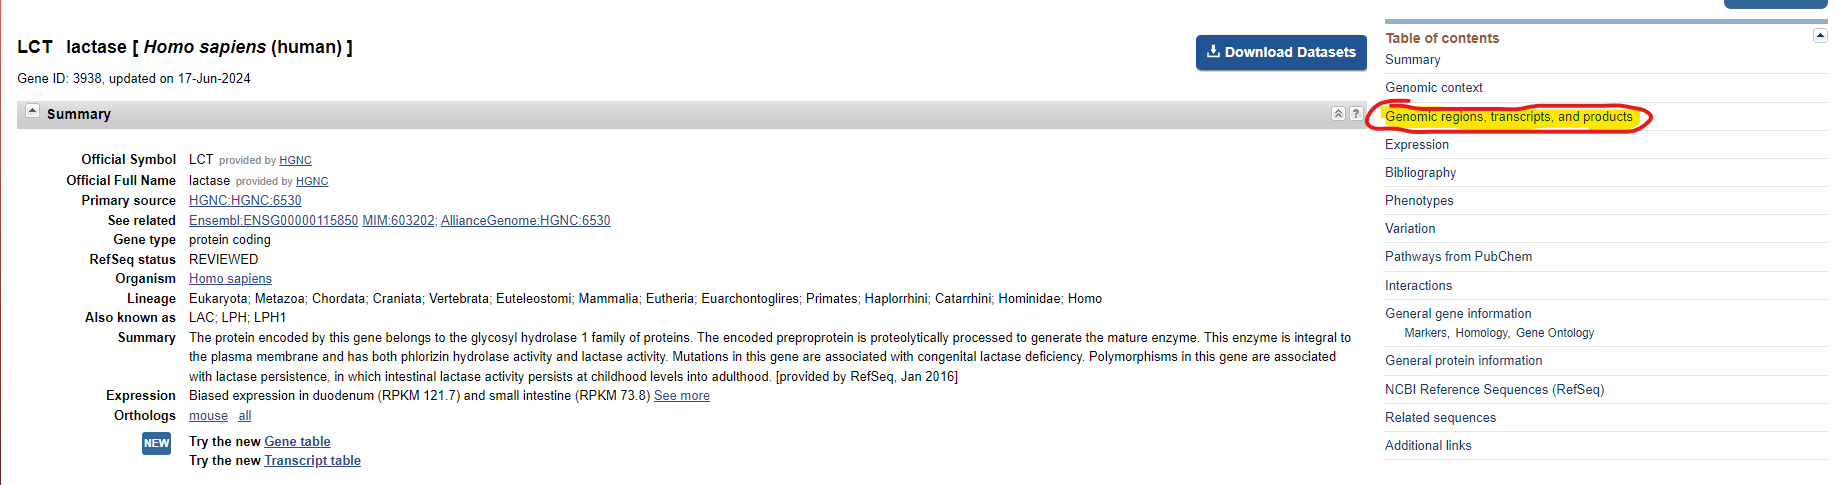 LCT lactase [ Homo sapiens (human) ]
Download Datasets
Gene ID: 3938, updated on 17-Jun-2024
Summary
?
Official Symbol LCT provided by HGNC
Official Full Name lactase provided by HGNC
Primary source HGNC:HGNC:6530
See related Ensembl:ENSG00000115850 MIM:603202; AllianceGenome:HGNC:6530
Gene type protein coding
RefSeq status REVIEWED
Organism Homo sapiens
Lineage Eukaryota; Metazoa; Chordata; Craniata; Vertebrata; Euteleostomi; Mammalia; Eutheria; Euarchontoglires; Primates; Haplorrhini; Catarrhini; Hominidae; Homo
Also known as LAC; LPH; LPH1
Summary The protein encoded by this gene belongs to the glycosyl hydrolase 1 family of proteins. The encoded preproprotein is proteolytically processed to generate the mature enzyme. This enzyme is integral to
the plasma membrane and has both phlorizin hydrolase activity and lactase activity. Mutations in this gene are associated with congenital lactase deficiency. Polymorphisms in this gene are associated
with lactase persistence, in which intestinal lactase activity persists at childhood levels into adulthood. [provided by RefSeq, Jan 2016]
Expression Biased expression in duodenum (RPKM 121.7) and small intestine (RPKM 73.8) See more
Orthologs mouse all
NEW Try the new Gene table
Try the new Transcript table
Table of contents
Summary
Genomic context
Genomic regions, transcripts, and products
Expression
Bibliography
Phenotypes
Variation
Pathways from PubChem
Interactions
General gene information
Markers, Homology, Gene Ontology
General protein information
NCBI Reference Sequences (RefSeq)
Related sequences
Additional links